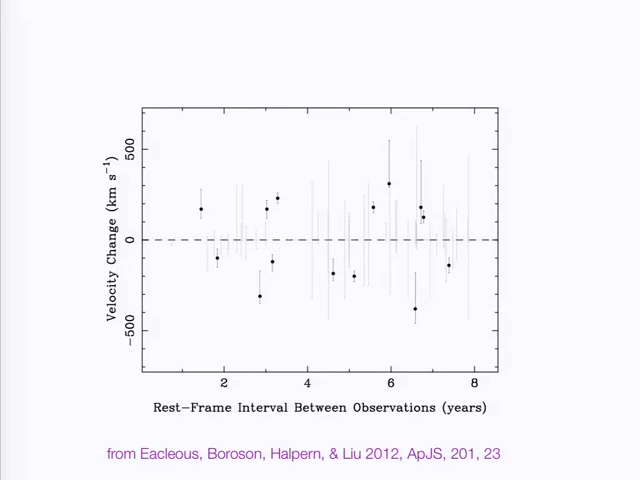 500
0
−500
Velocity Change (km s⁻¹)
2 4 6 8
Rest−Frame Interval Between Observations (years)
from Eacleous, Boroson, Halpern, & Liu 2012, ApJS, 201, 23